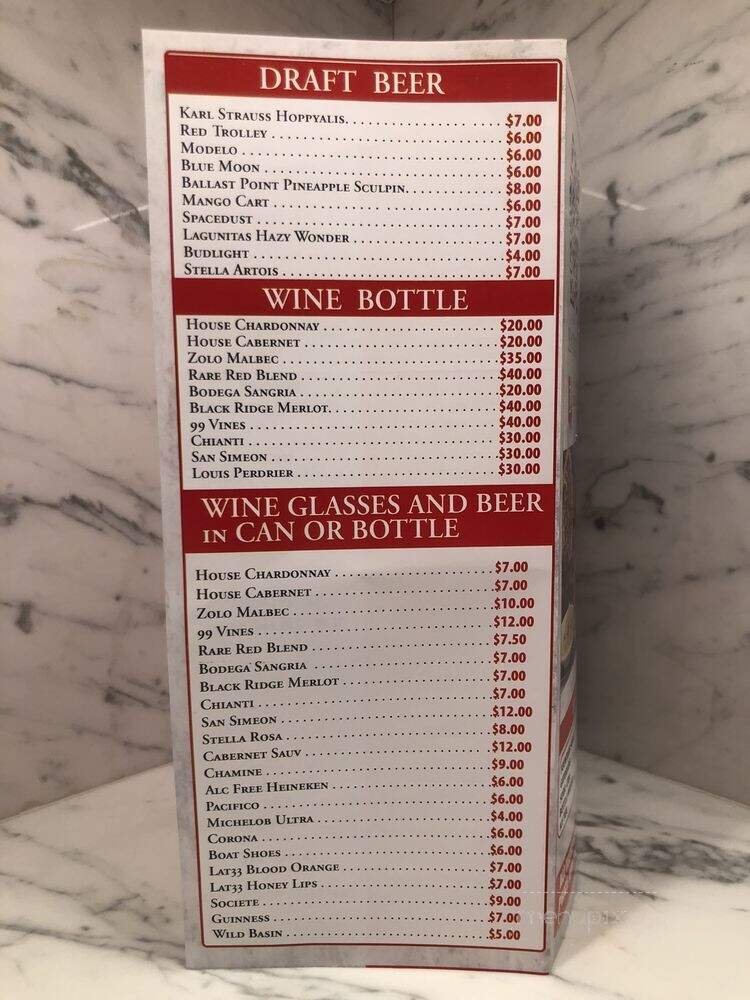 DRAFT BEER
KARL STRAUSS HOPPYALIS. $7.00
RED TROLLEY $6.00
MODELO $6.00
BLUE MOON $6.00
BALLAST POINT PINEAPPLE SCULPIN. $8.00
MANGO CART $6.00
SPACEDUST $7.00
LAGUNITAS HAZY WONDER $7.00
BUDLIGHT $4.00
STELLA ARTOIS $7.00
WINE BOTTLE
HOUSE CHARDONNAY $20.00
HOUSE CABERNET $20.00
ZOLO MALBEC $35.00
RARE RED BLEND $40.00
BODEGA SANGRIA $20.00
BLACK RIDGE MERLOT. $40.00
99 VINES $40.00
CHIANTI $30.00
SAN SIMEON $30.00
LOUIS PERDRIER $30.00
WINE GLASSES AND BEER
IN CAN OR BOTTLE
HOUSE CHARDONNAY $7.00
HOUSE CABERNET $7.00
ZOLO MALBEC $10.00
99 VINES $12.00
RARE RED BLEND $7.50
BODEGA SANGRIA $7.00
BLACK RIDGE MERLOT $7.00
CHIANTI $7.00
SAN SIMEON $12.00
STELLA ROSA $8.00
CABERNET SAUV $12.00
CHAMINE $9.00
ALC FREE HEINEKEN $6.00
PACIFICO $6.00
MICHELOB ULTRA $4.00
CORONA $6.00
BOAT SHOES $6.00
LAT33 BLOOD ORANGE $7.00
LAT33 HONEY LIPS $7.00
SOCIETE $9.00
GUINNESS $7.00
WILD BASIN $5.00